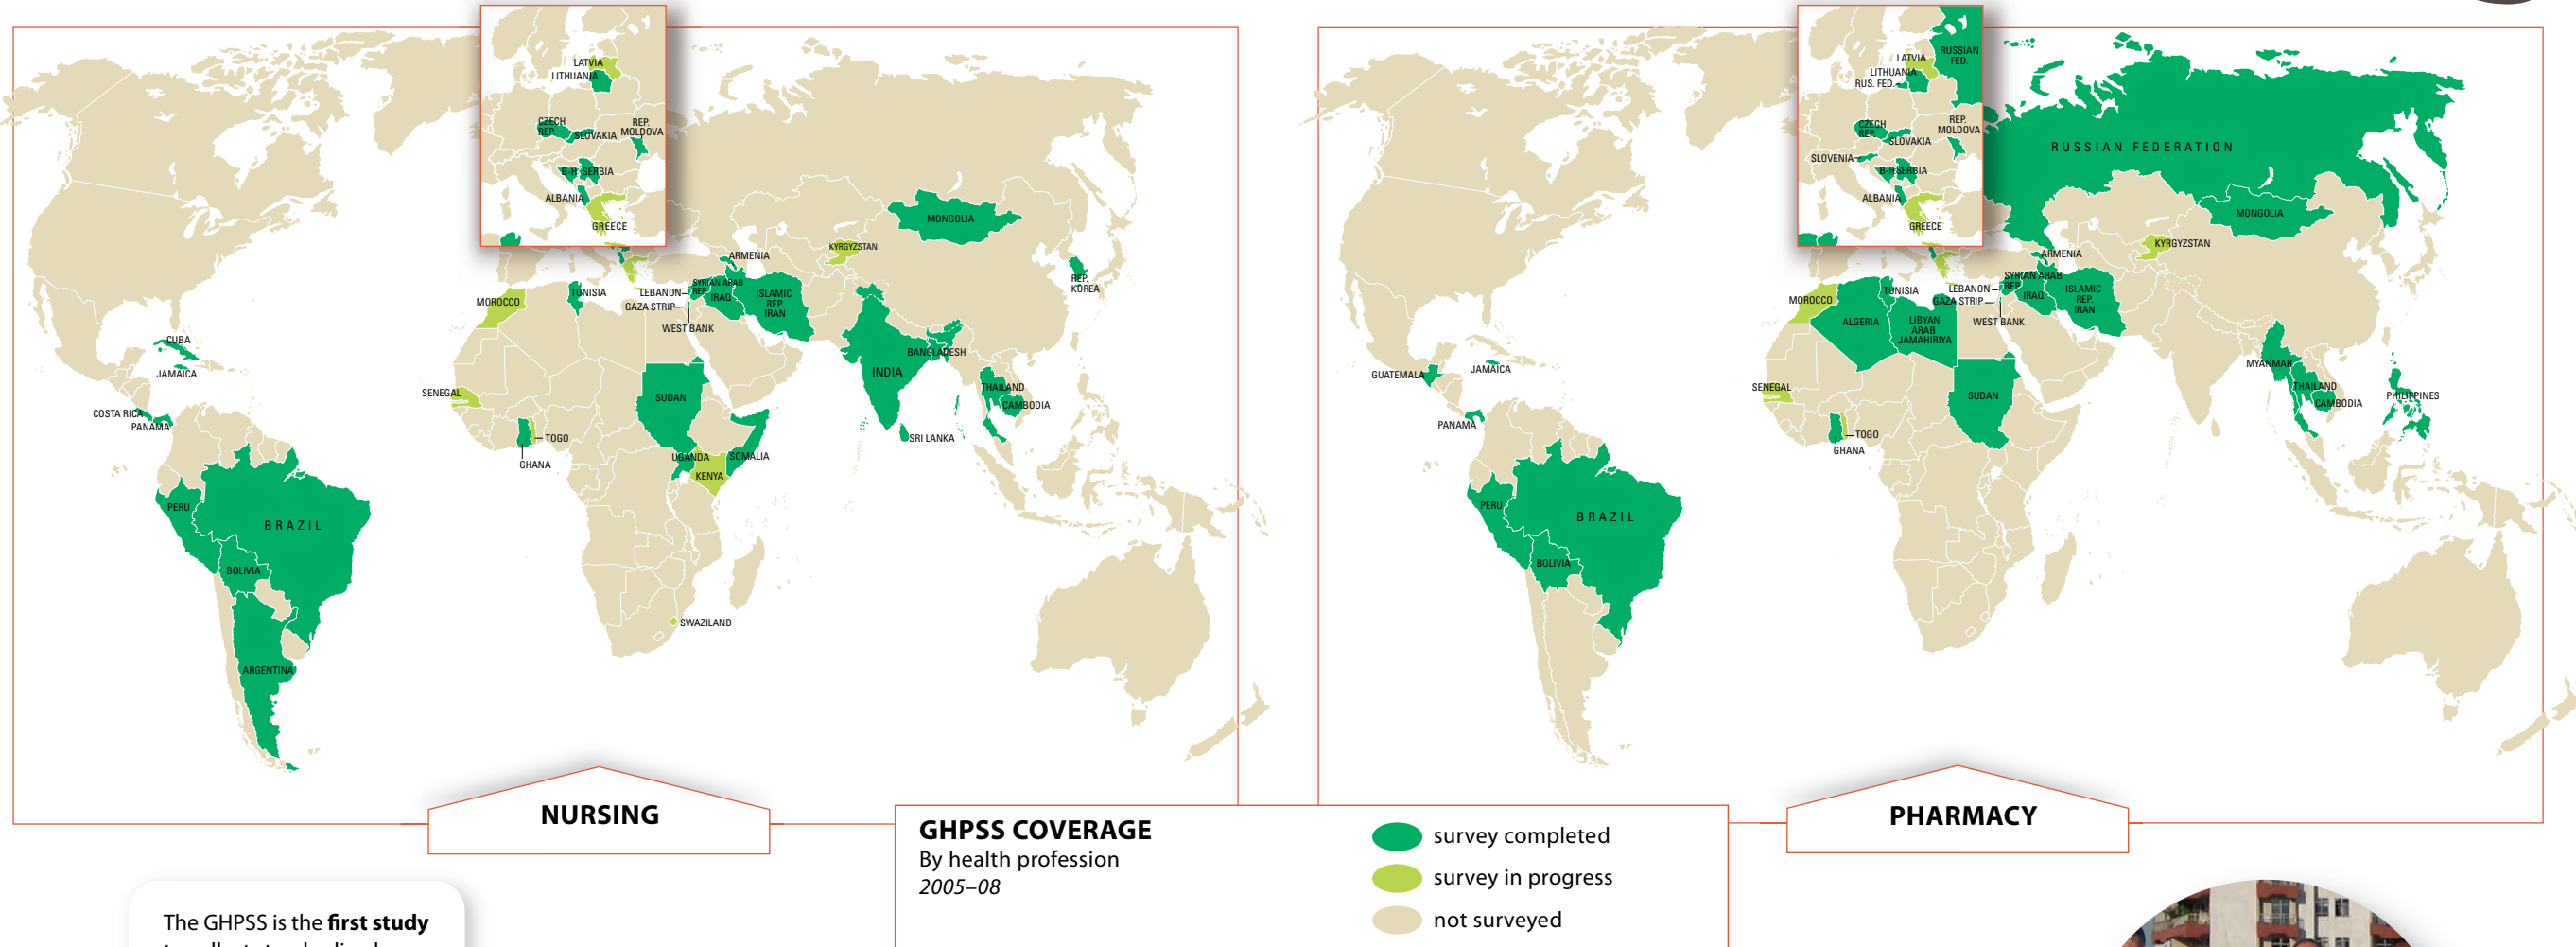 LATVIA
LITHUANIA
CZECH
REP.
SLOVAKIA
REP.
MOLDOVA
B-H
SERBIA
ALBANIA
GREECE
MONGOLIA
KYRGYZSTAN
ARMENIA
REP.
KOREA
SYRIAN ARAB
REP.
LEBANON
IRAQ
ISLAMIC
REP.
IRAN
GAZA STRIP
WEST BANK
TUNISIA
MOROCCO
CUBA
JAMAICA
BANGLADESH
INDIA
THAILAND
CAMBODIA
SRI LANKA
SENEGAL
SUDAN
COSTA RICA
PANAMA
TOGO
GHANA
UGANDA
SOMALIA
KENYA
PERU
BRAZIL
BOLIVIA
SWAZILAND
ARGENTINA
NURSING
RUSSIAN
FED.
LATVIA
LITHUANIA
RUS. FED.
CZECH
REP.
SLOVAKIA
REP.
MOLDOVA
SLOVENIA
B-H
SERBIA
ALBANIA
GREECE
RUSSIAN FEDERATION
MONGOLIA
KYRGYZSTAN
ARMENIA
SYRIAN ARAB
REP.
LEBANON
IRAQ
ISLAMIC
REP.
IRAN
GAZA STRIP
WEST BANK
TUNISIA
MOROCCO
ALGERIA
LIBYAN
ARAB
JAMAHIRIYA
GUATEMALA
JAMAICA
MYANMAR
THAILAND
CAMBODIA
PHILIPPINES
SENEGAL
SUDAN
PANAMA
TOGO
GHANA
PERU
BRAZIL
BOLIVIA
PHARMACY
GHPSS COVERAGE
By health profession
2005–08
survey completed
survey in progress
not surveyed
The GHPSS is the first study